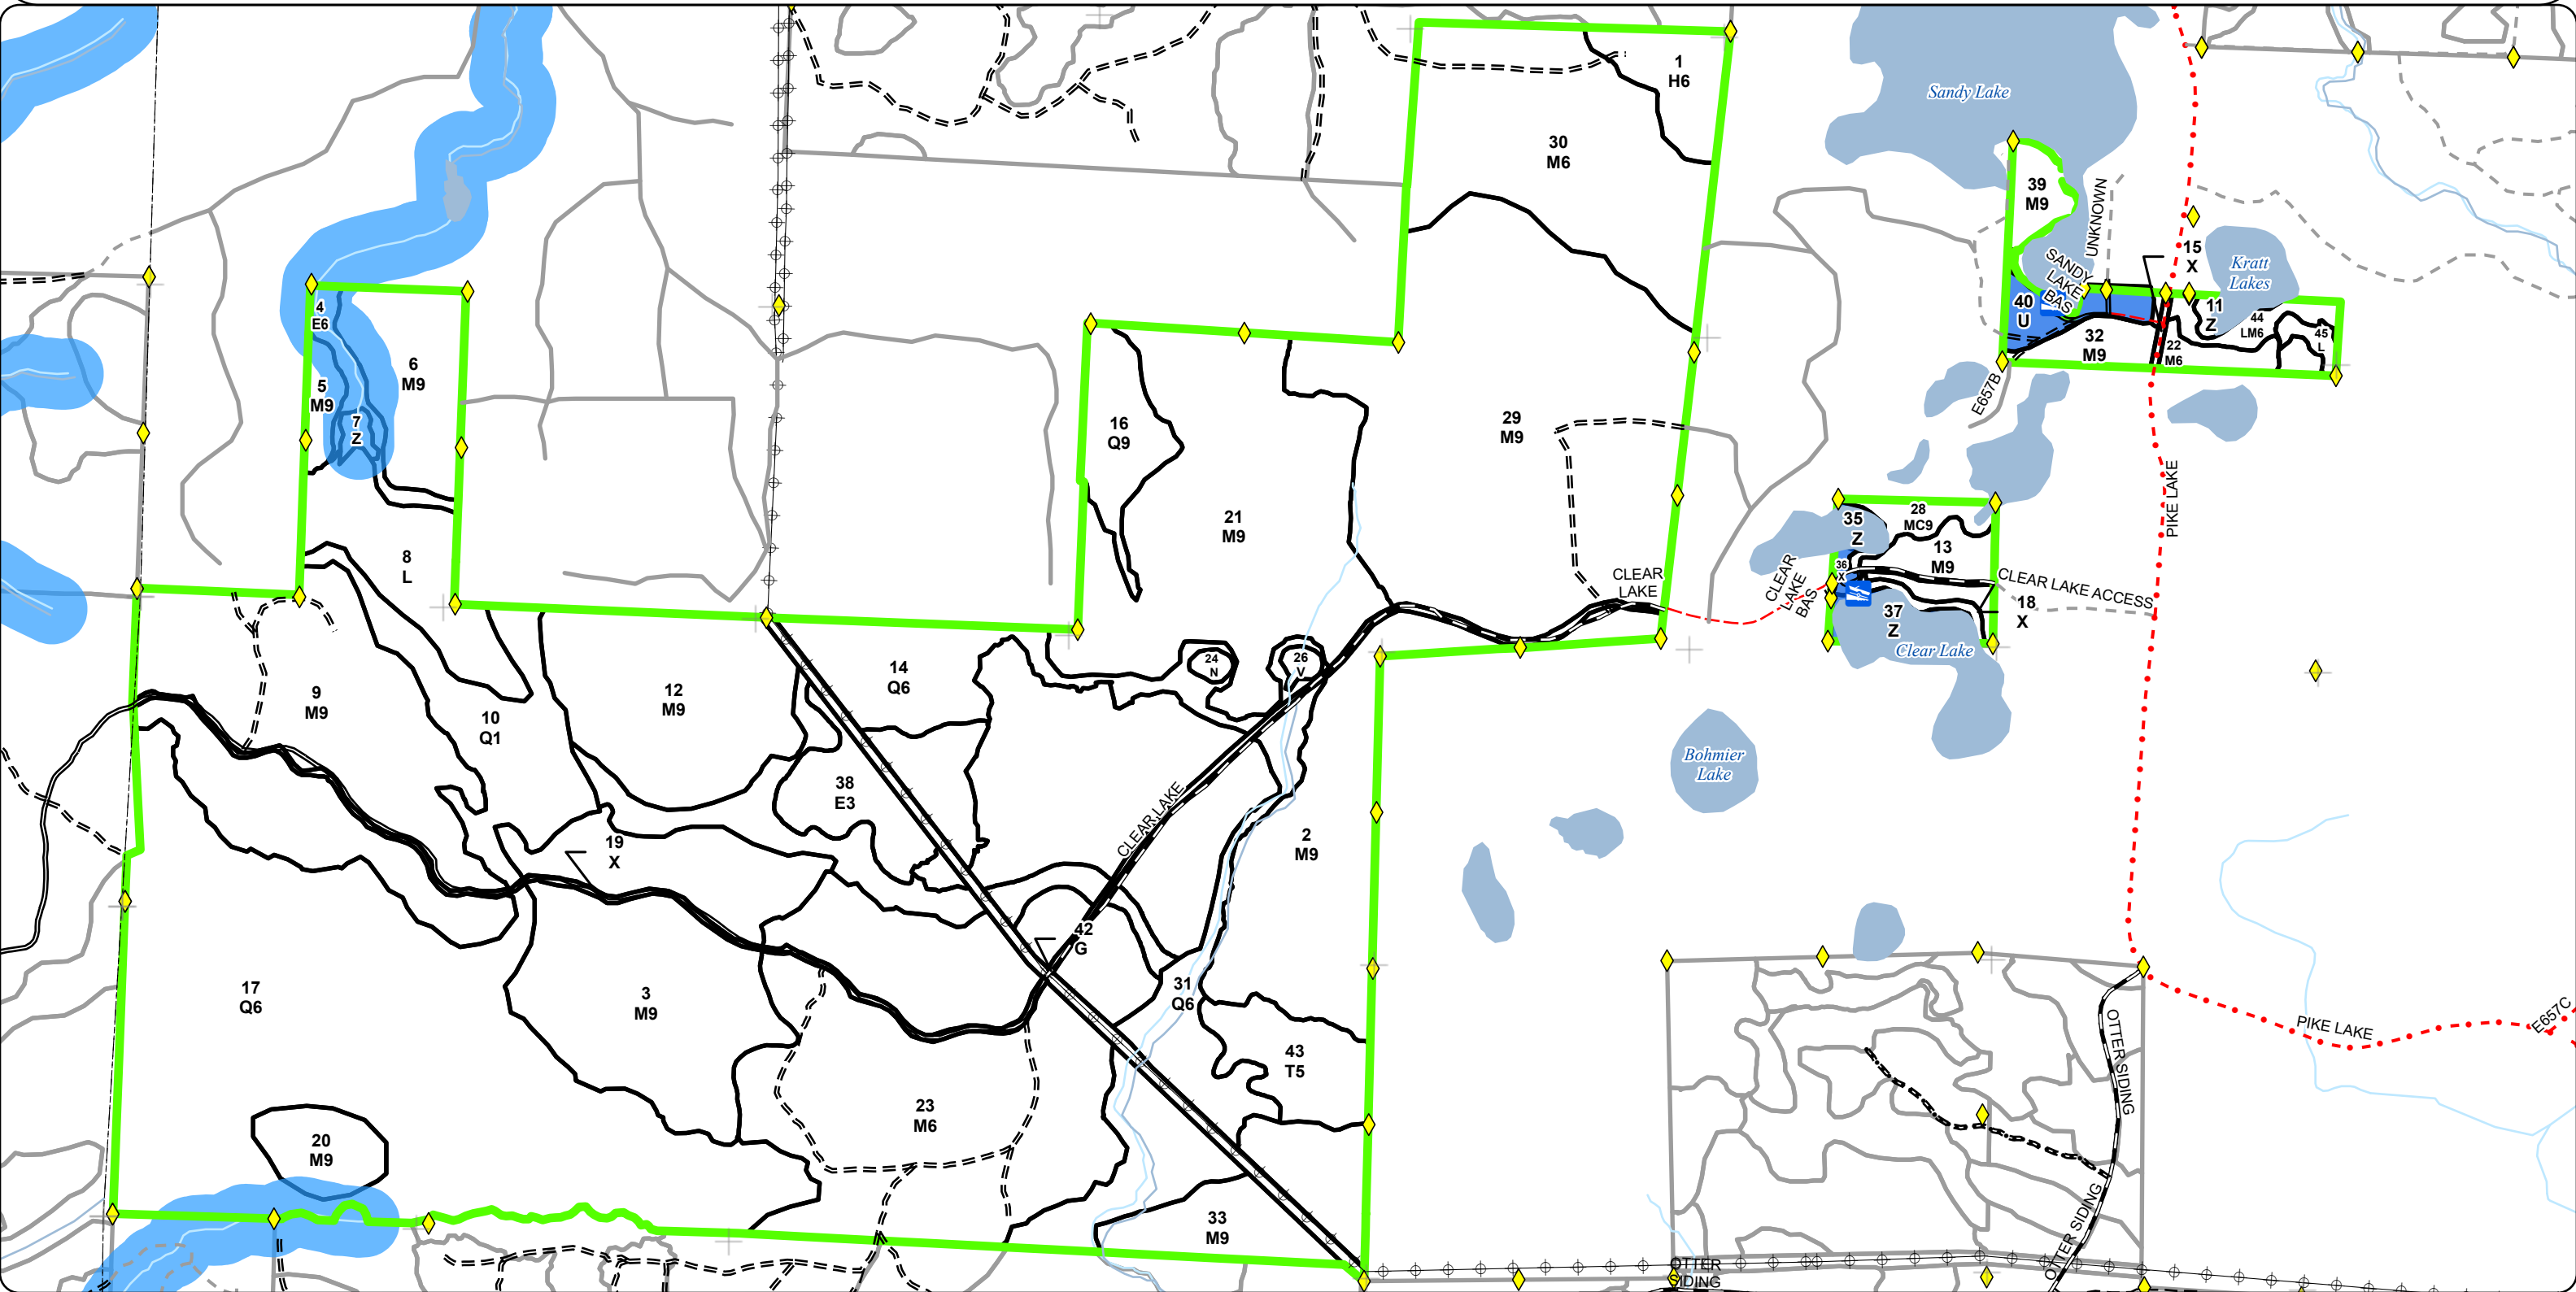 1
H6
Sandy Lake
30
M6
39
M9
UNKNOWN
15
X
Kratt
Lakes
SANDY
LAKE
BAS
40
U
11
Z
44
LM6
45
L
32
M9
22
M6
E657B
4
E6
6
M9
5
M9
7
Z
16
Q9
29
M9
21
M9
PIKE LAKE
35
Z
28
MC9
13
M9
36
X
CLEAR
LAKE
BAS
CLEAR LAKE ACCESS
18
X
37
Z
Clear Lake
8
L
CLEAR
LAKE
9
M9
10
Q1
12
M9
14
Q6
24
N
26
V
Bohmier
Lake
38
E3
CLEAR LAKE
2
M9
19
X
42
G
17
Q6
3
M9
31
Q6
43
T5
PIKE LAKE
E657C
OTTER SIDING
23
M6
20
M9
33
M9
OTTER SIDING
OTTER
SIDING